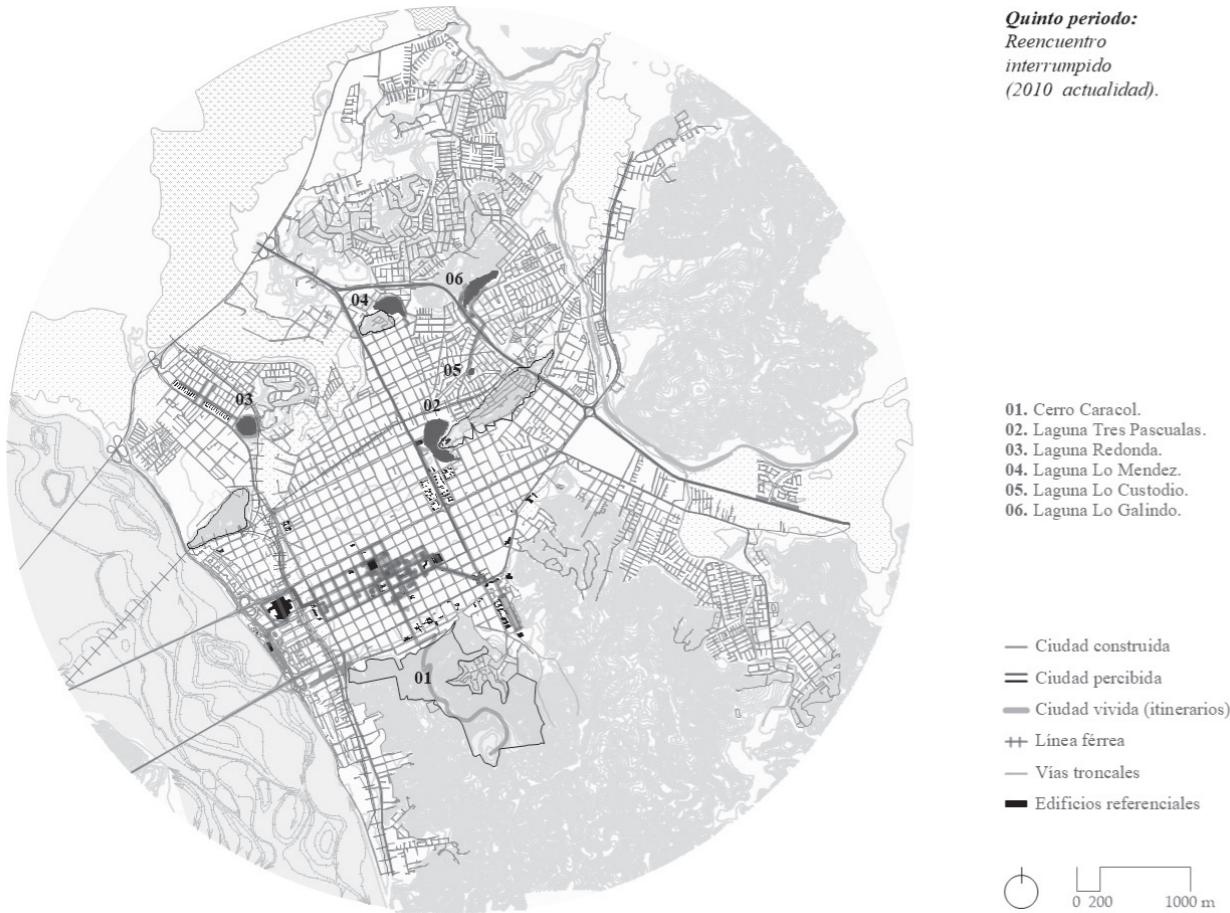 Quinto periodo:
Reencuentro
interrumpido
(2010 actualidad).
06
04
05
02
03
01
01. Cerro Caracol.
02. Laguna Tres Pascualas.
03. Laguna Redonda.
04. Laguna Lo Mendez.
05. Laguna Lo Custodio.
06. Laguna Lo Galindo.
Ciudad construida
Ciudad percibida
Ciudad vivida (itinerarios)
Línea férrea
Vías troncales
Edificios referenciales
0 200 1000 m